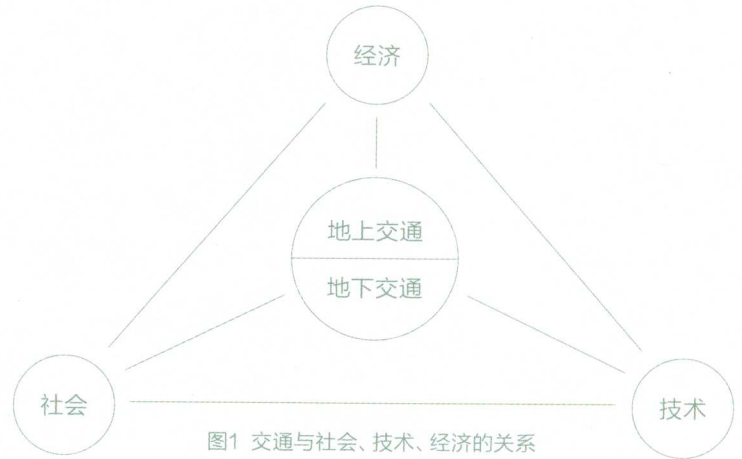 经济
地上交通
地下交通
社会
技术
图1 交通与社会、技术、经济的关系